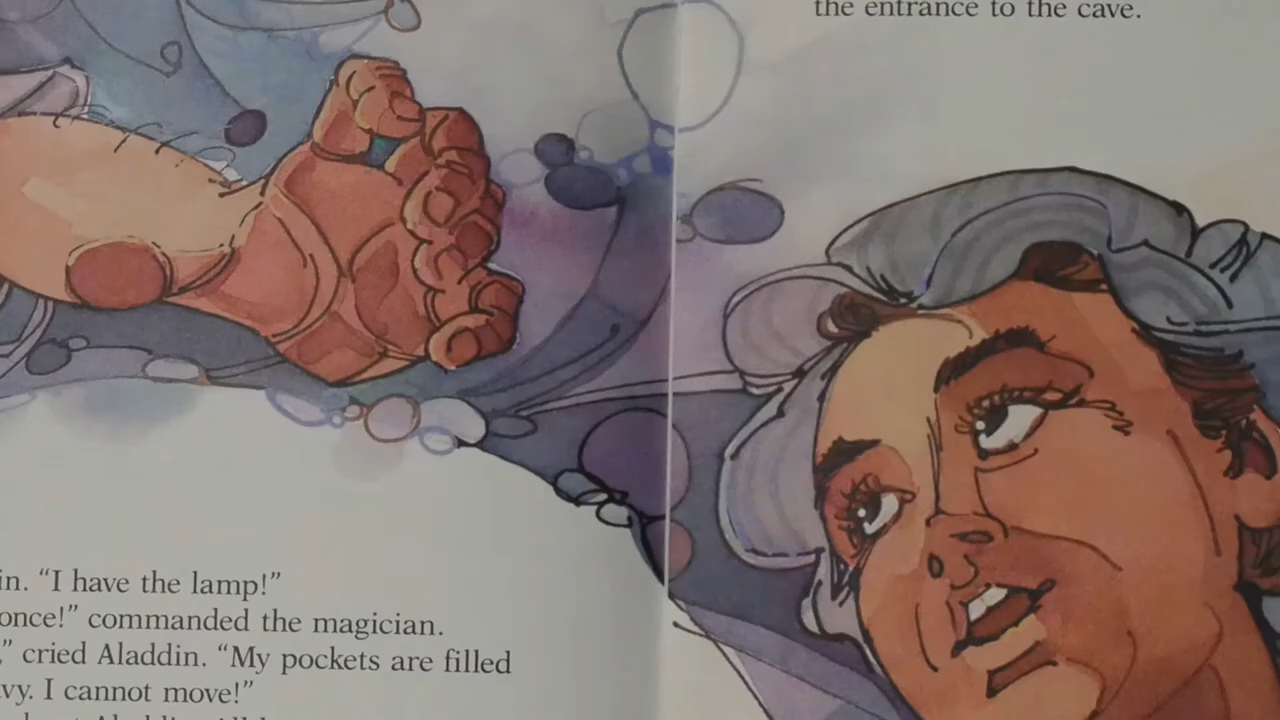 in. “I have the lamp!”
once!” commanded the magician.
,” cried Aladdin. “My pockets are filled
vy. I cannot move!”
the entrance to the cave.